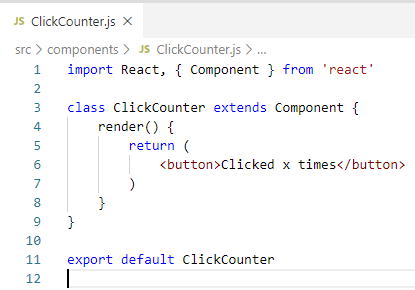 JS ClickCounter.js ×
src > components > JS ClickCounter.js > ...
1 import React, { Component } from 'react'
2
3 class ClickCounter extends Component {
4     render() {
5         return (
6             <button>Clicked x times</button>
7         )
8     }
9 }
10
11 export default ClickCounter
12